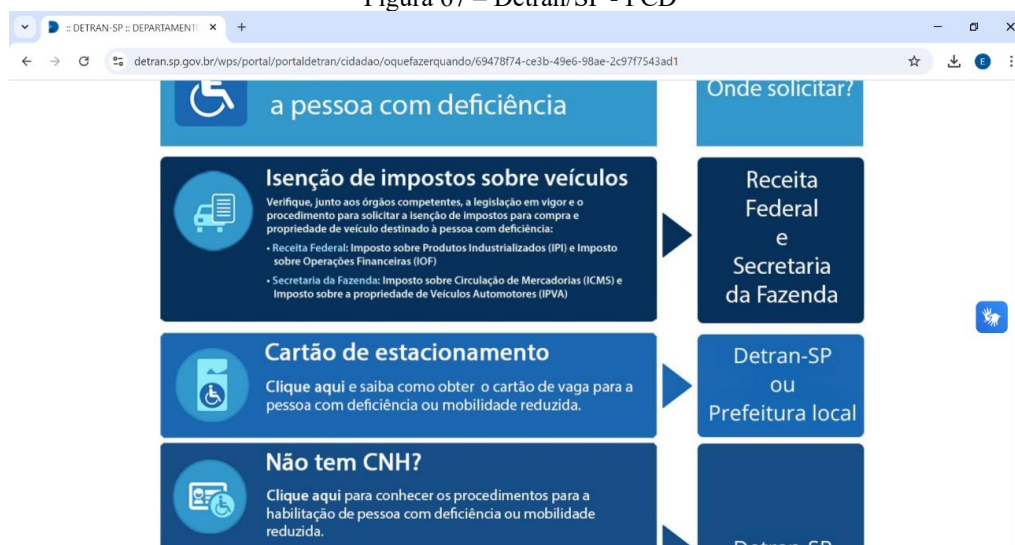 Figura 67 – Detran/SP - PCD
:: DETRAN-SP :: DEPARTAMENT
detran.sp.gov.br/wps/portal/portaldetran/cidadao/oquefazerquando/69478f74-ce3b-49e6-98ae-2c97f7543ad1
E
a pessoa com deficiência
Onde solicitar?
Isenção de impostos sobre veículos
Verifique, junto aos órgãos competentes, a legislação em vigor e o
procedimento para solicitar a isenção de impostos para compra e
propriedade de veículo destinado à pessoa com deficiência:
• Receita Federal: Imposto sobre Produtos Industrializados (IPI) e Imposto
sobre Operações Financeiras (IOF)
• Secretaria da Fazenda: Imposto sobre Circulação de Mercadorias (ICMS) e
Imposto sobre a propriedade de Veículos Automotores (IPVA)
Receita
Federal
e
Secretaria
da Fazenda
Cartão de estacionamento
Clique aqui e saiba como obter o cartão de vaga para a
pessoa com deficiência ou mobilidade reduzida.
Detran-SP
ou
Prefeitura local
Não tem CNH?
Clique aqui para conhecer os procedimentos para a
habilitação de pessoa com deficiência ou mobilidade
reduzida.
Detran-SP